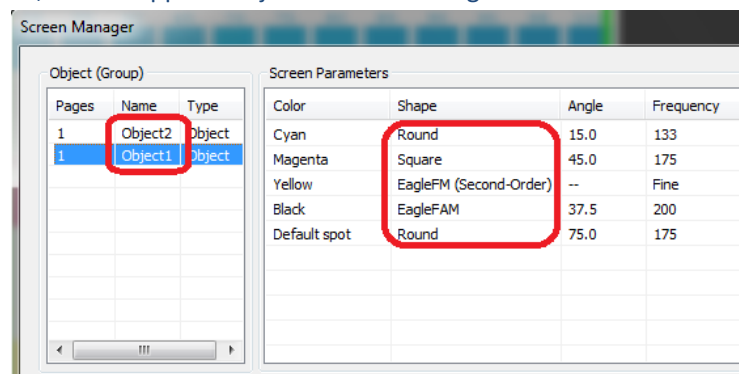 Screen Manager
Object (Group)
Pages Name Type
1 Object2 Object
1 Object1 Object
Screen Parameters
Color Shape Angle Frequency
Cyan Round 15.0 133
Magenta Square 45.0 175
Yellow EagleFM (Second-Order) -- Fine
Black EagleFAM 37.5 200
Default spot Round 75.0 175